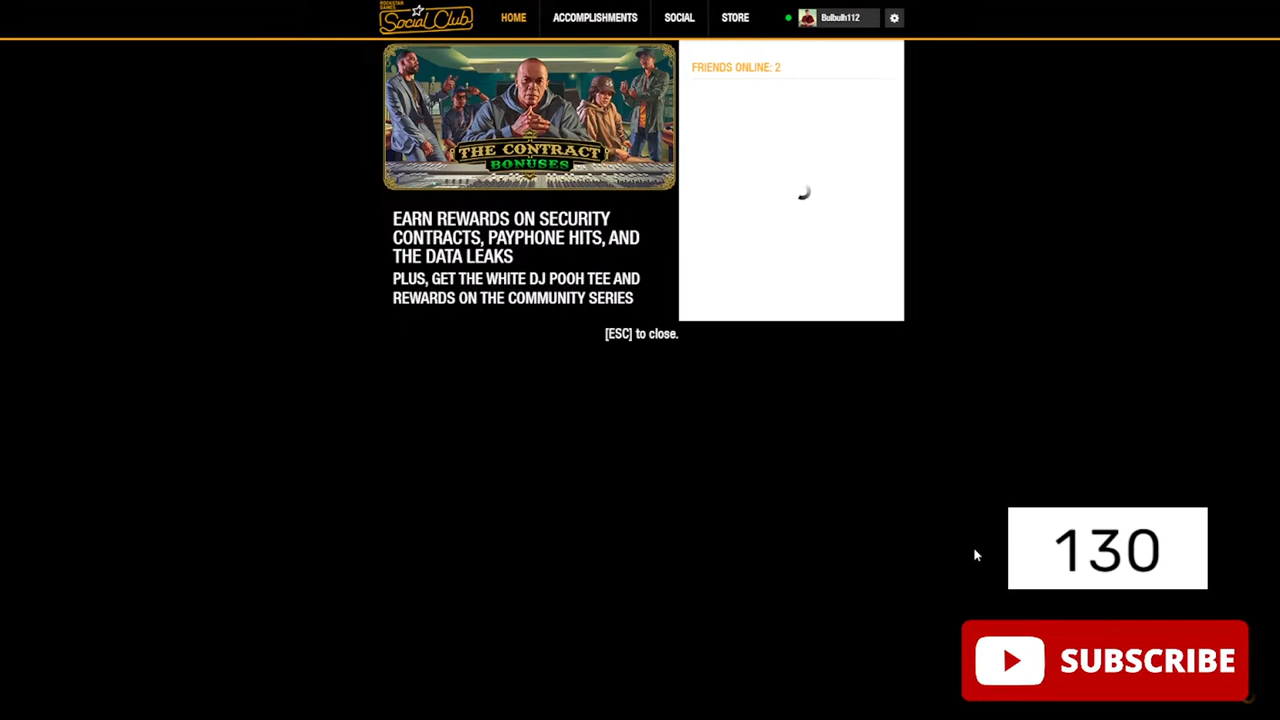 ROCKSTAR
GAMES
Social Club
HOME
ACCOMPLISHMENTS
SOCIAL
STORE
Bulbulh112
FRIENDS ONLINE: 2
THE CONTRACT
BONUSES
EARN REWARDS ON SECURITY
CONTRACTS, PAYPHONE HITS, AND
THE DATA LEAKS
PLUS, GET THE WHITE DJ POOH TEE AND
REWARDS ON THE COMMUNITY SERIES
[ESC] to close.
130
SUBSCRIBE